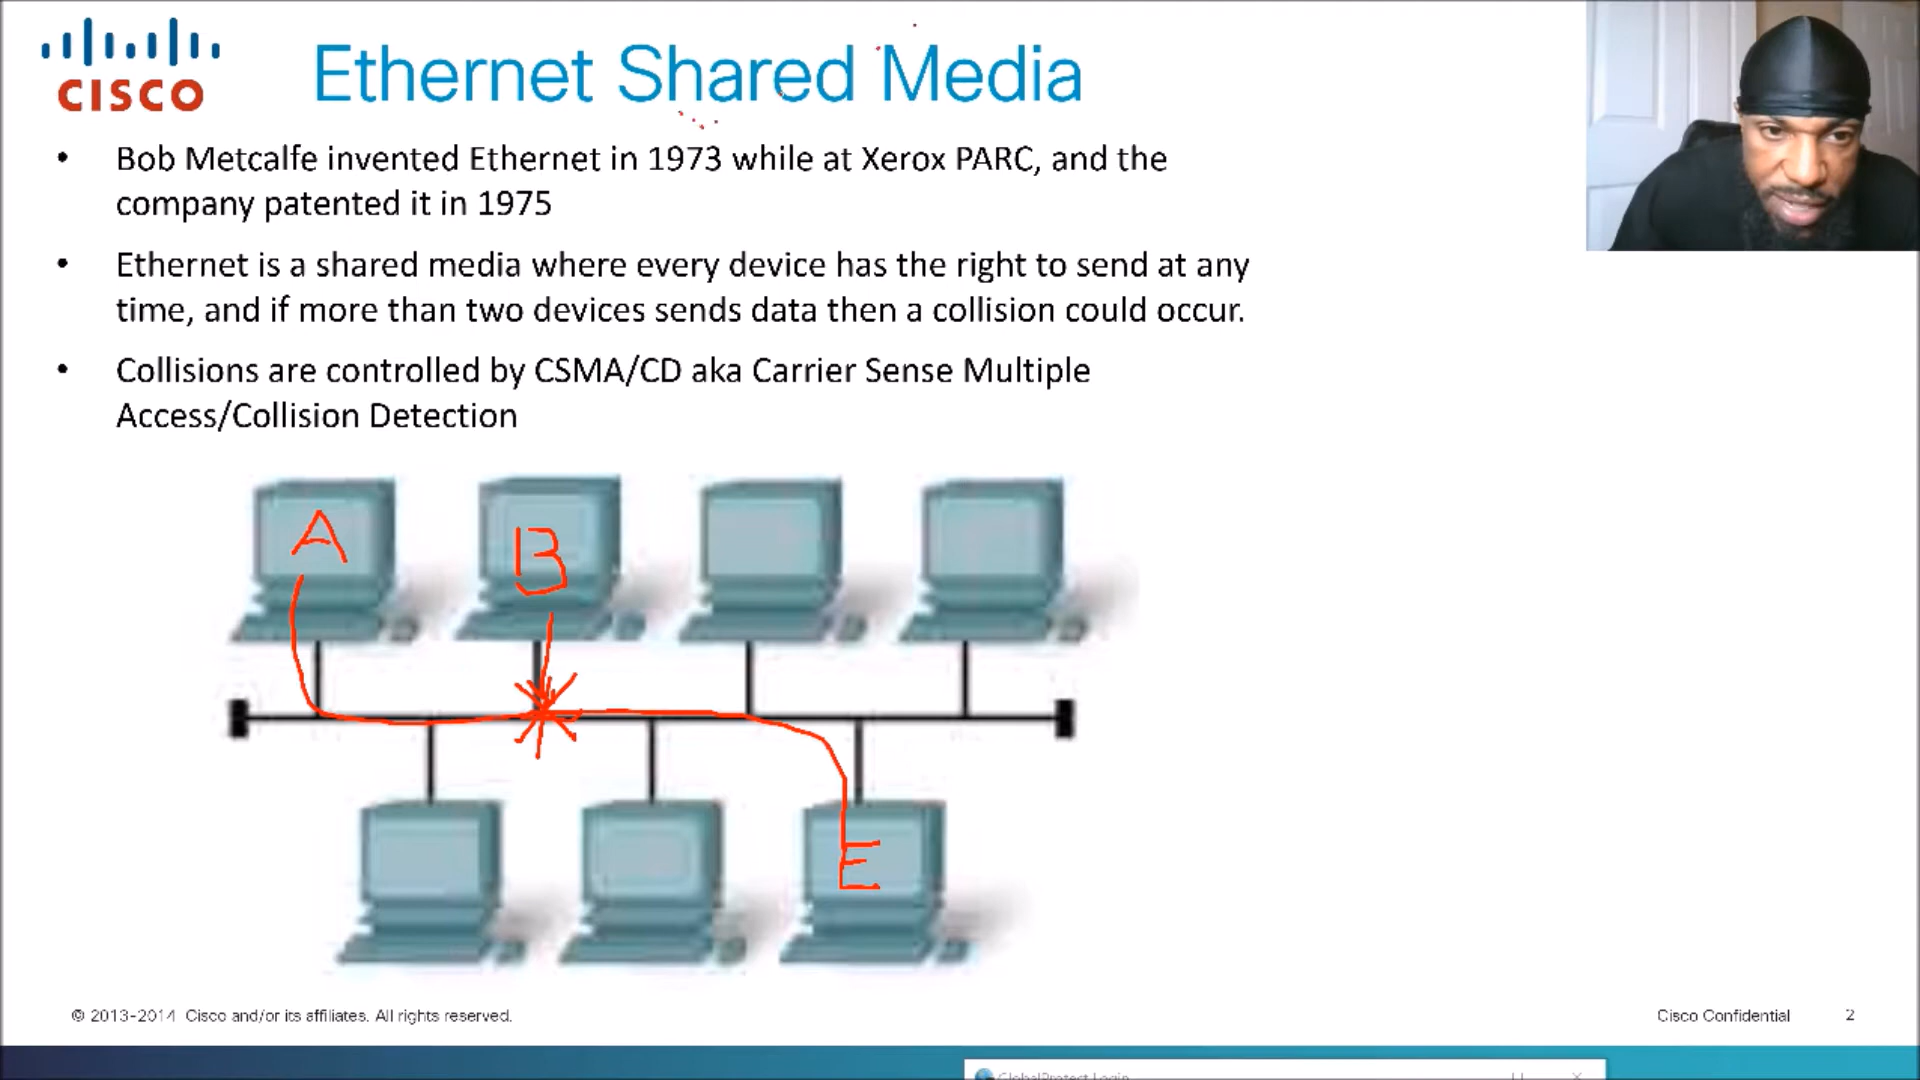 CISCO
Ethernet Shared Media
• Bob Metcalfe invented Ethernet in 1973 while at Xerox PARC, and the
company patented it in 1975
• Ethernet is a shared media where every device has the right to send at any
time, and if more than two devices sends data then a collision could occur.
• Collisions are controlled by CSMA/CD aka Carrier Sense Multiple
Access/Collision Detection
A
B
E
© 2013-2014 Cisco and/or its affiliates. All rights reserved.
Cisco Confidential 2
GlobalProtect Login